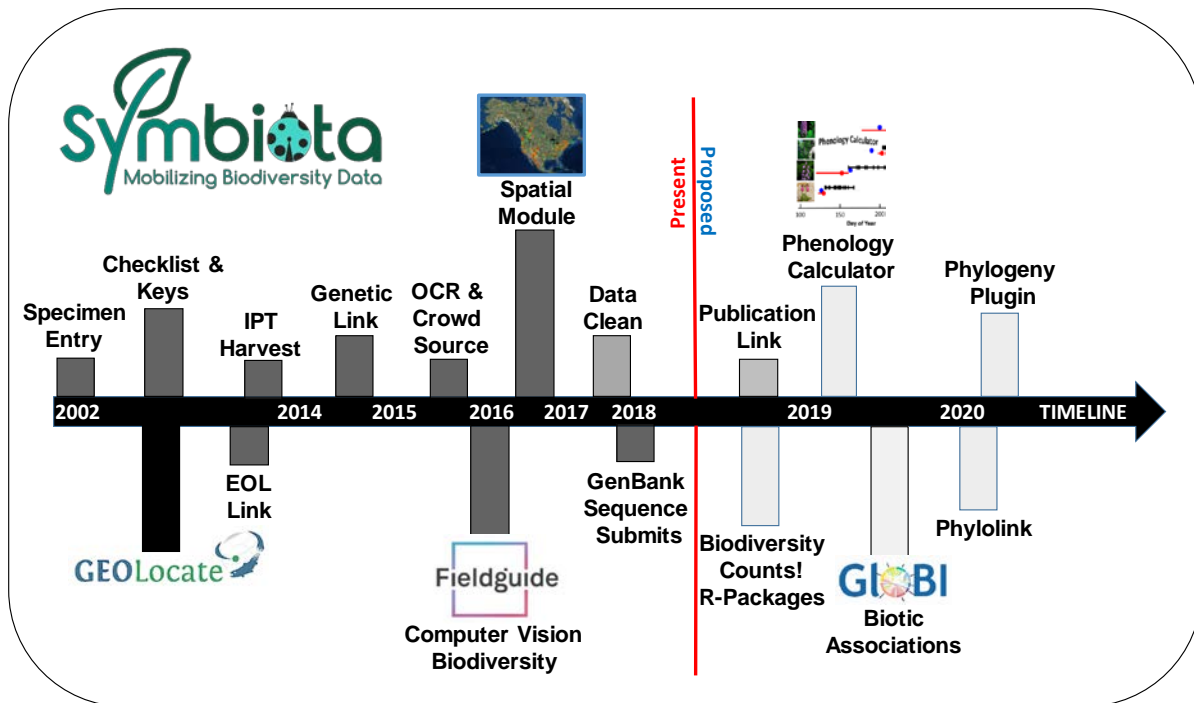 Symbiota
Mobilizing Biodiversity Data
Spatial
Module
Present
Proposed
Phenology Calculator
100
150
200
Day of Year
Phenology
Calculator
Checklist &
Keys
Specimen
Entry
IPT
Harvest
Genetic
Link
OCR &
Crowd
Source
Data
Clean
Publication
Link
Phylogeny
Plugin
2002 2014 2015 2016 2017 2018 2019 2020 TIMELINE
EOL
Link
GEOLocate
Fieldguide
Computer Vision
Biodiversity
GenBank
Sequence
Submits
Biodiversity
Counts!
R-Packages
GloBI
Biotic
Associations
Phylolink